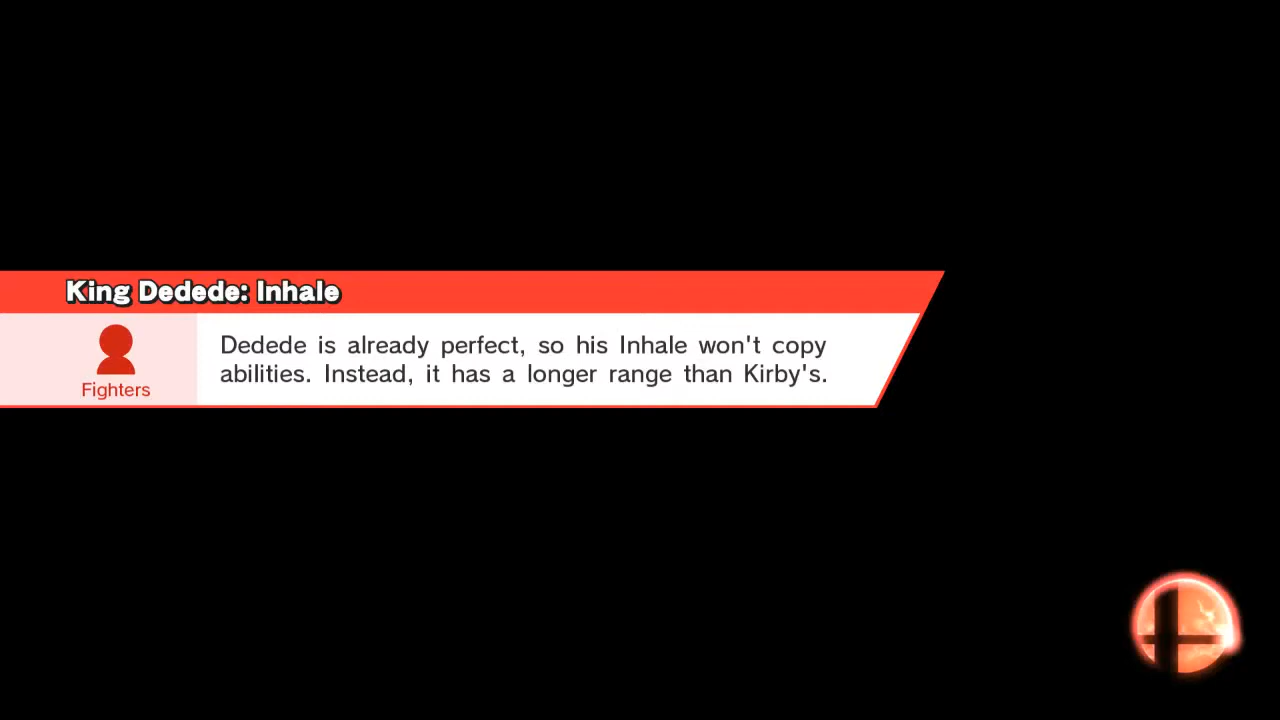 King Dedede: Inhale
Fighters
Dedede is already perfect, so his Inhale won't copy
abilities. Instead, it has a longer range than Kirby's.